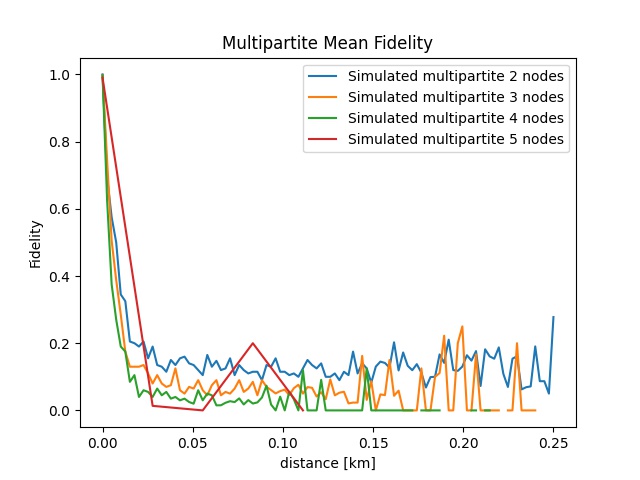 Multipartite Mean Fidelity
Simulated multipartite 2 nodes
Simulated multipartite 3 nodes
Simulated multipartite 4 nodes
Simulated multipartite 5 nodes
Fidelity
1.0
0.8
0.6
0.4
0.2
0.0
0.00 0.05 0.10 0.15 0.20 0.25
distance [km]